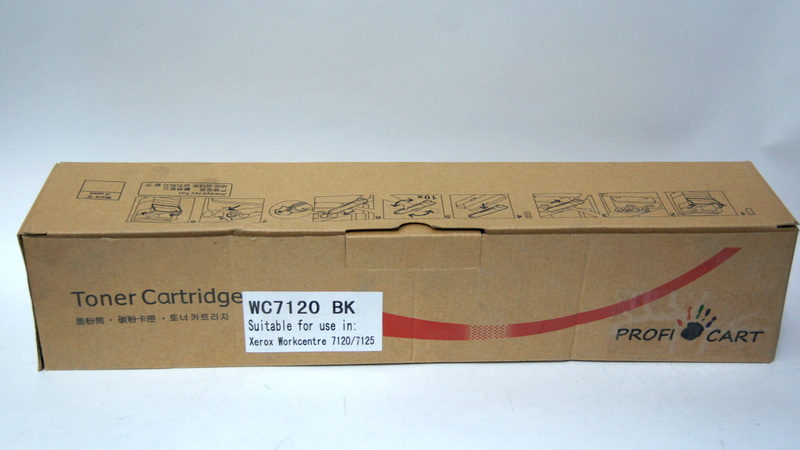 10x
Toner Cartridge
墨粉筒 · 碳粉卡匣 · 토너카트리지
WC7120 BK
Suitable for use in:
Xerox Workcentre 7120/7125
PROFI CART